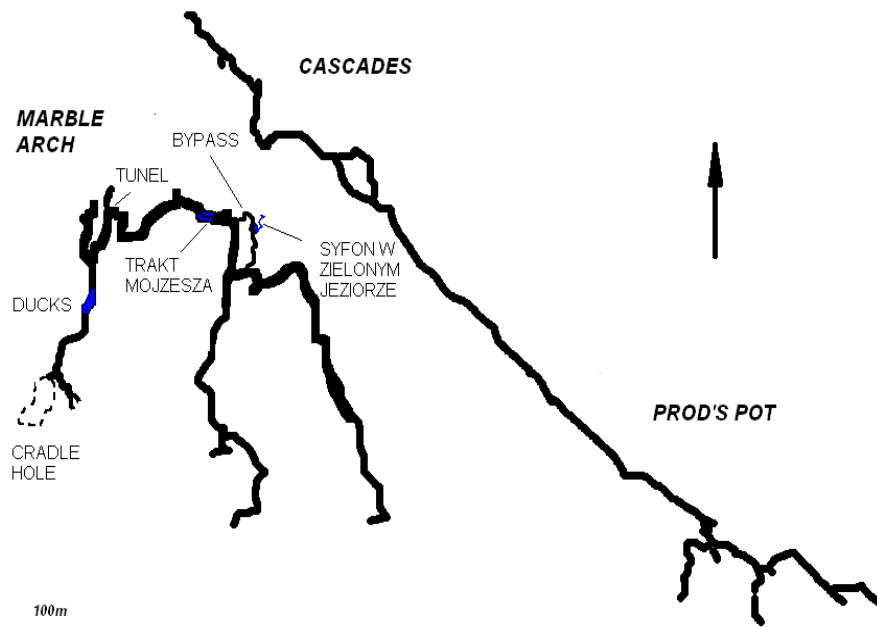 CASCADES
MARBLE
ARCH
BYPASS
TUNEL
TRAKT
MOJZESZA
SYFON W
ZIELONYM
JEZIORZE
DUCKS
PROD'S POT
CRADLE
HOLE
100m